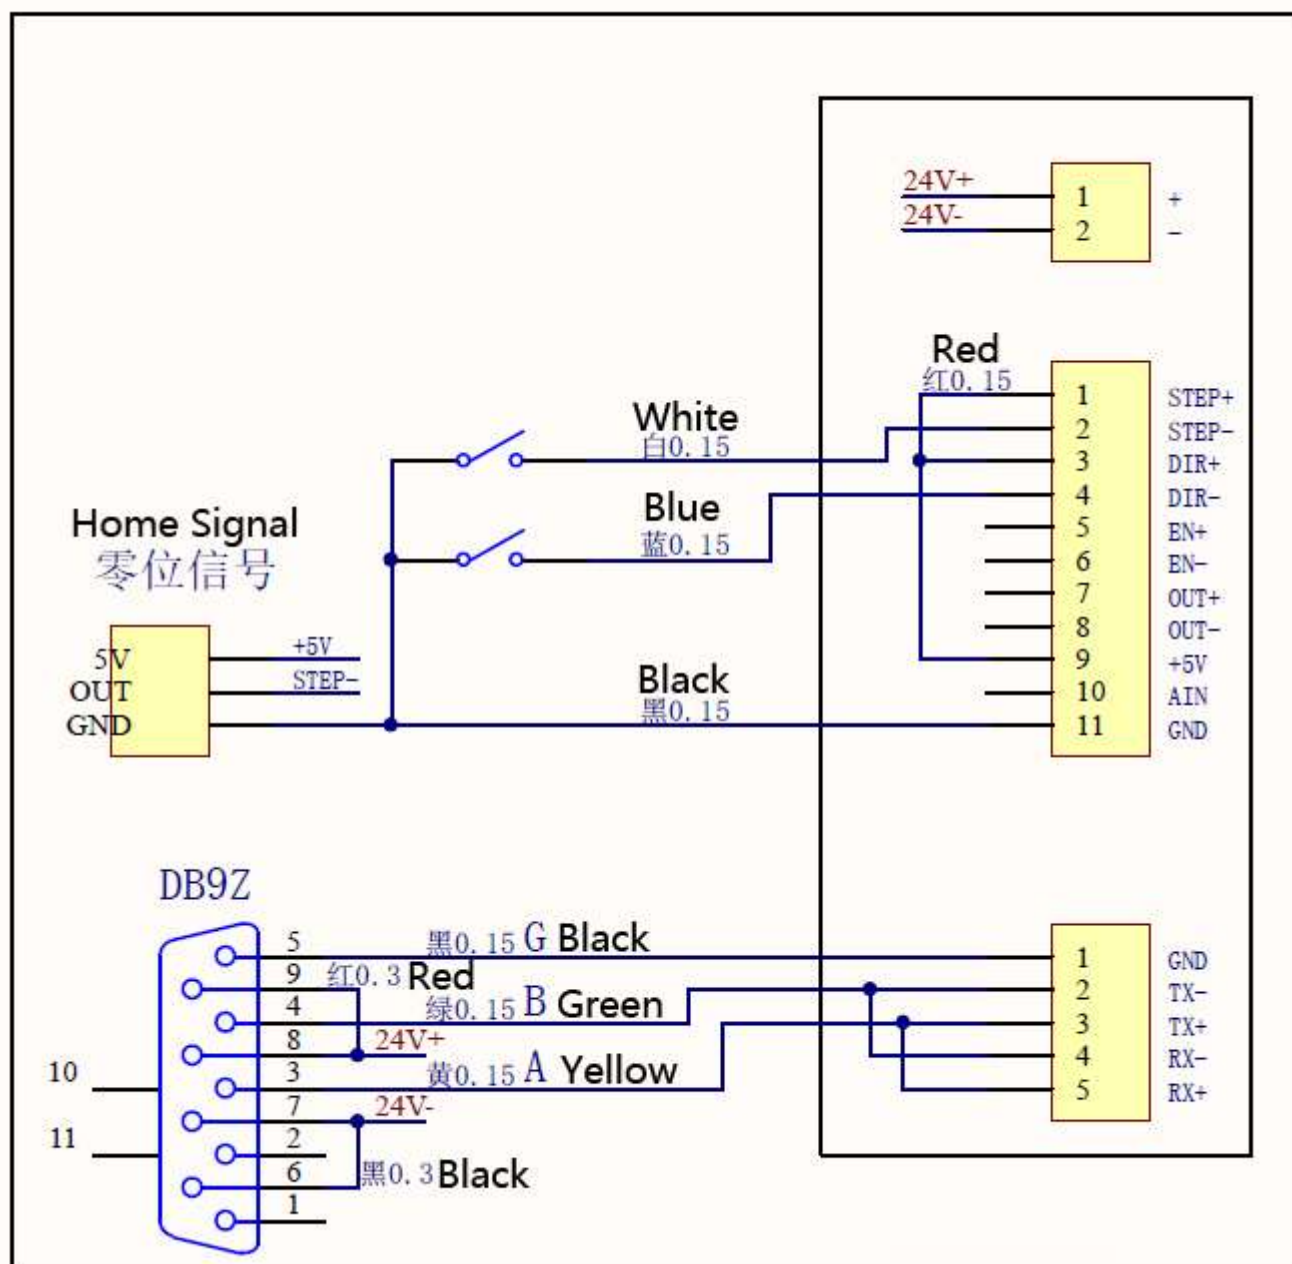 24V+
1
+
24V-
2
-
Red
红0.15
1
STEP+
White
白0.15
2
STEP-
3
DIR+
Blue
蓝0.15
4
DIR-
5
EN+
6
EN-
7
OUT+
8
OUT-
9
+5V
10
AIN
11
GND
Home Signal
零位信号
5V
+5V
OUT
STEP-
GND
Black
黑0.15
DB9Z
5
黑0.15 G Black
9
红0.3 Red
4
绿0.15 B Green
8
24V+
3
黄0.15 A Yellow
7
24V-
2
6
黑0.3 Black
1
10
11
1
GND
2
TX-
3
TX+
4
RX-
5
RX+